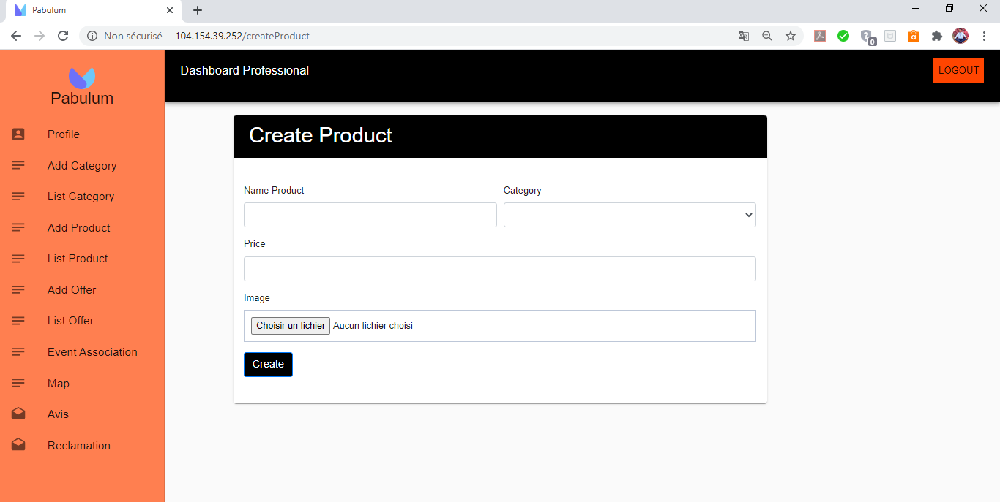 Pabulum
Non sécurisé 104.154.39.252/createProduct
0
a
Pabulum
Dashboard Professional
LOGOUT
Profile
Add Category
List Category
Add Product
List Product
Add Offer
List Offer
Event Association
Map
Avis
Reclamation
Create Product
Name Product
Category
Price
Image
Choisir un fichier Aucun fichier choisi
Create